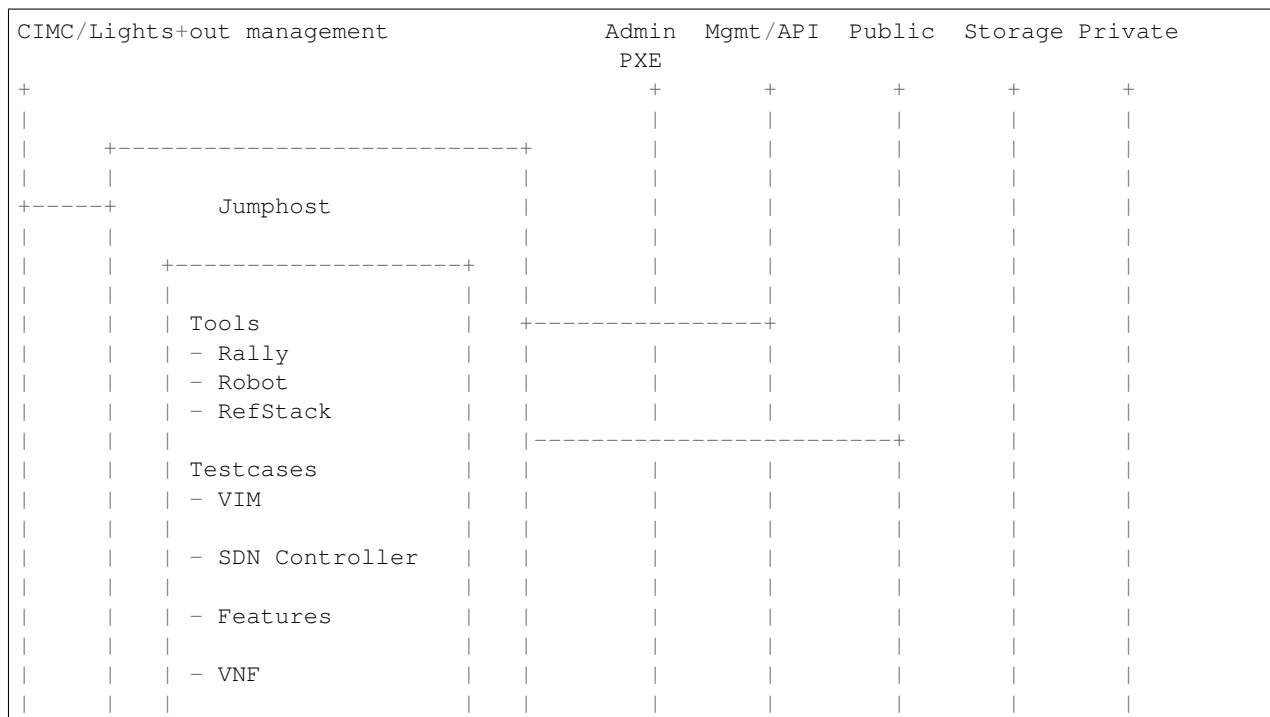 CIMC/Lights+out management Admin Mgmt/API Public Storage Private
PXE
Jumphost
Tools
- Rally
- Robot
- RefStack
Testcases
- VIM
- SDN Controller
- Features
- VNF